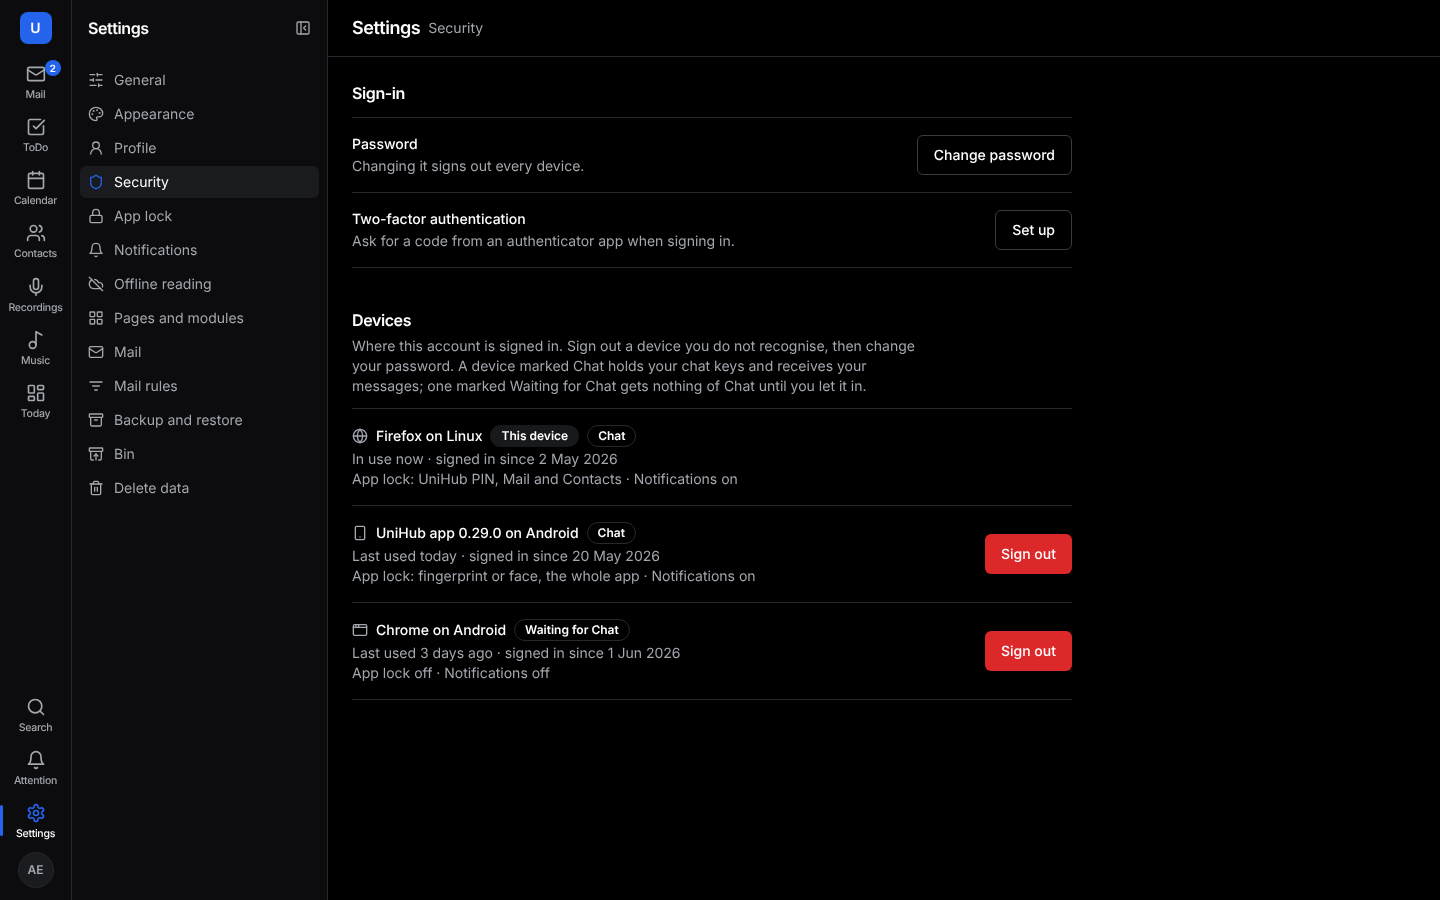 U
2
Mail
ToDo
Calendar
Contacts
Recordings
Music
Today
Search
Attention
Settings
AE
Settings
General
Appearance
Profile
Security
App lock
Notifications
Offline reading
Pages and modules
Mail
Mail rules
Backup and restore
Bin
Delete data
Settings Security
Sign-in
Password
Changing it signs out every device.
Change password
Two-factor authentication
Ask for a code from an authenticator app when signing in.
Set up
Devices
Where this account is signed in. Sign out a device you do not recognise, then change
your password. A device marked Chat holds your chat keys and receives your
messages; one marked Waiting for Chat gets nothing of Chat until you let it in.
Firefox on Linux This device Chat
In use now · signed in since 2 May 2026
App lock: UniHub PIN, Mail and Contacts · Notifications on
UniHub app 0.29.0 on Android Chat
Last used today · signed in since 20 May 2026
App lock: fingerprint or face, the whole app · Notifications on
Sign out
Chrome on Android Waiting for Chat
Last used 3 days ago · signed in since 1 Jun 2026
App lock off · Notifications off
Sign out